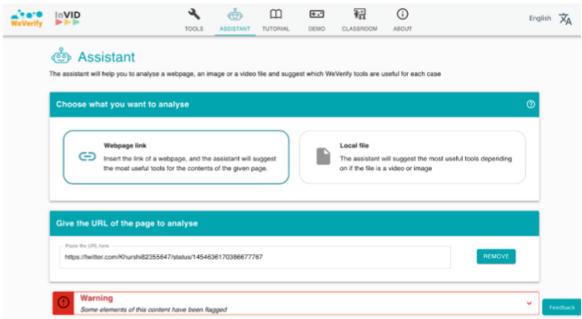 WeVerify
InVID
TOOLS
ASSISTANT
TUTORIAL
DEMO
CLASSROOM
ABOUT
English
Assistant
The assistant will help you to analyse a webpage, an image or a video file and suggest which WeVerify tools are useful for each case
Choose what you want to analyse
Webpage link
Insert the link of a webpage, and the assistant will suggest
the most useful tools for the contents of the given page.
Local file
The assistant will suggest the most useful tools depending
on if the file is a video or image
Give the URL of the page to analyse
Paste the URL here
https://twitter.com/Khurshi82355647/status/1454636170386677767
REMOVE
Warning
Some elements of this content have been flagged
Feedback